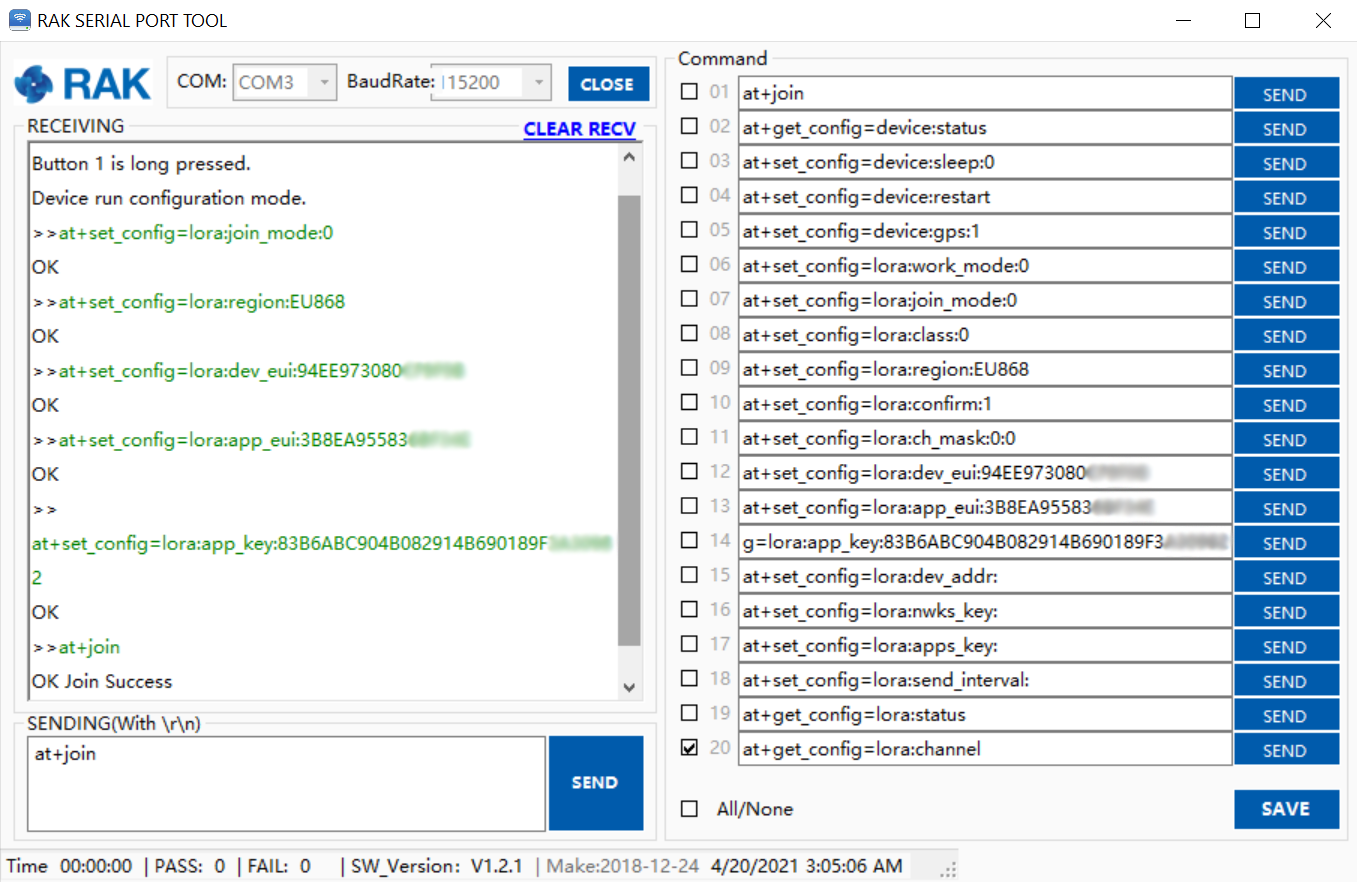 RAK SERIAL PORT TOOL
RAK
COM: COM3 BaudRate: 115200 CLOSE
RECEIVING
CLEAR RECV
Button 1 is long pressed.
Device run configuration mode.
>>at+set_config=lora:join_mode:0
OK
>>at+set_config=lora:region:EU868
OK
>>at+set_config=lora:dev_eui:94EE973080
OK
>>at+set_config=lora:app_eui:3B8EA95583
OK
>>
at+set_config=lora:app_key:83B6ABC904B082914B690189F
2
OK
>>at+join
OK Join Success
SENDING(With \r\n)
at+join
SEND
Command
01 at+join SEND
02 at+get_config=device:status SEND
03 at+set_config=device:sleep:0 SEND
04 at+set_config=device:restart SEND
05 at+set_config=device:gps:1 SEND
06 at+set_config=lora:work_mode:0 SEND
07 at+set_config=lora:join_mode:0 SEND
08 at+set_config=lora:class:0 SEND
09 at+set_config=lora:region:EU868 SEND
10 at+set_config=lora:confirm:1 SEND
11 at+set_config=lora:ch_mask:0:0 SEND
12 at+set_config=lora:dev_eui:94EE973080 SEND
13 at+set_config=lora:app_eui:3B8EA95583 SEND
14 g=lora:app_key:83B6ABC904B082914B690189F3 SEND
15 at+set_config=lora:dev_addr: SEND
16 at+set_config=lora:nwks_key: SEND
17 at+set_config=lora:apps_key: SEND
18 at+set_config=lora:send_interval: SEND
19 at+get_config=lora:status SEND
20 at+get_config=lora:channel SEND
All/None SAVE
Time 00:00:00 | PASS: 0 | FAIL: 0 | SW_Version: V1.2.1 | Make:2018-12-24 4/20/2021 3:05:06 AM